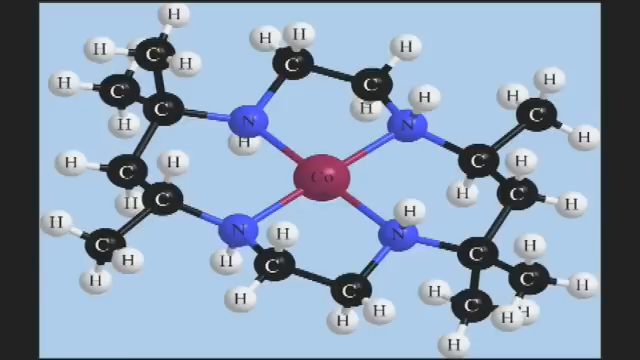 H
H H H
H C H C H
H C C H
C H H
N N
H H C
C C H
Co H
H C H
C H C H
H H
N N
H C C H
H C H
H H C H
H C C H
H H H H
H